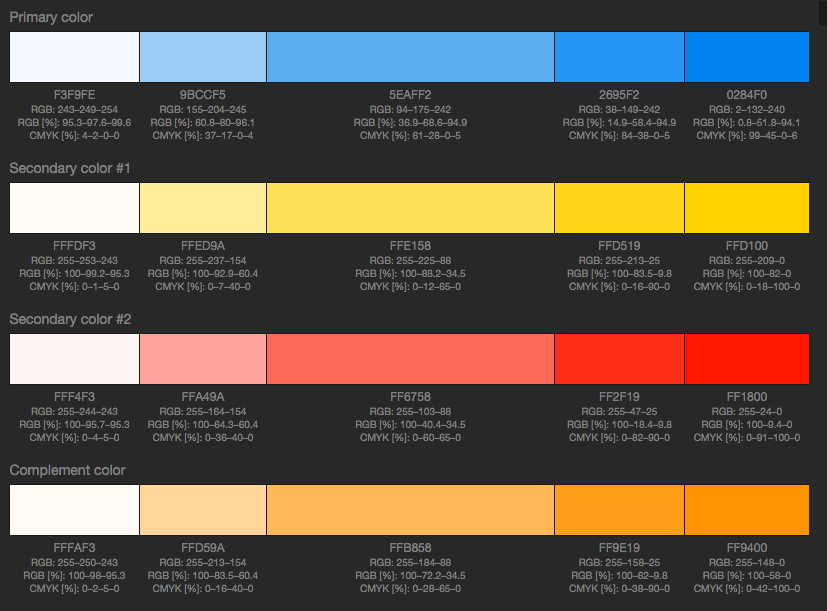 Primary color
F3F9FE 9BCCF5 5EAFF2 2695F2 0284F0
RGB: 243–249–254 RGB: 155–204–245 RGB: 94–175–242 RGB: 38–149–242 RGB: 2–132–240
RGB [%]: 95.3–97.6–99.6 RGB [%]: 60.8–80–96.1 RGB [%]: 36.9–68.6–94.9 RGB [%]: 14.9–58.4–94.9 RGB [%]: 0.8–51.8–94.1
CMYK [%]: 4–2–0–0 CMYK [%]: 37–17–0–4 CMYK [%]: 61–28–0–5 CMYK [%]: 84–38–0–5 CMYK [%]: 99–45–0–6
Secondary color #1
FFFDF3 FFED9A FFE158 FFD519 FFD100
RGB: 255–253–243 RGB: 255–237–154 RGB: 255–225–88 RGB: 255–213–25 RGB: 255–209–0
RGB [%]: 100–99.2–95.3 RGB [%]: 100–92.9–60.4 RGB [%]: 100–88.2–34.5 RGB [%]: 100–83.5–9.8 RGB [%]: 100–82–0
CMYK [%]: 0–1–5–0 CMYK [%]: 0–7–40–0 CMYK [%]: 0–12–65–0 CMYK [%]: 0–16–90–0 CMYK [%]: 0–18–100–0
Secondary color #2
FFF4F3 FFA49A FF6758 FF2F19 FF1800
RGB: 255–244–243 RGB: 255–164–154 RGB: 255–103–88 RGB: 255–47–25 RGB: 255–24–0
RGB [%]: 100–95.7–95.3 RGB [%]: 100–64.3–60.4 RGB [%]: 100–40.4–34.5 RGB [%]: 100–18.4–9.8 RGB [%]: 100–9.4–0
CMYK [%]: 0–4–5–0 CMYK [%]: 0–36–40–0 CMYK [%]: 0–60–65–0 CMYK [%]: 0–82–90–0 CMYK [%]: 0–91–100–0
Complement color
FFFAF3 FFD59A FFB858 FF9E19 FF9400
RGB: 255–250–243 RGB: 255–213–154 RGB: 255–184–88 RGB: 255–158–25 RGB: 255–148–0
RGB [%]: 100–98–95.3 RGB [%]: 100–83.5–60.4 RGB [%]: 100–72.2–34.5 RGB [%]: 100–62–9.8 RGB [%]: 100–58–0
CMYK [%]: 0–2–5–0 CMYK [%]: 0–16–40–0 CMYK [%]: 0–28–65–0 CMYK [%]: 0–38–90–0 CMYK [%]: 0–42–100–0